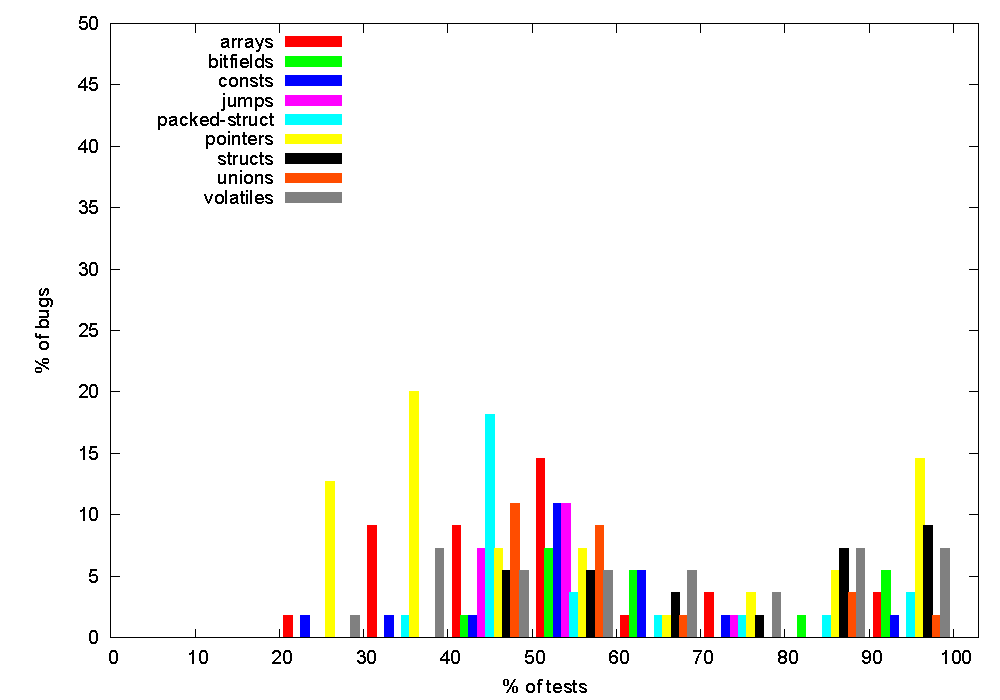 50
45
40
35
30
25
20
15
10
5
0
% of bugs
arrays
bitfields
consts
jumps
packed-struct
pointers
structs
unions
volatiles
0 10 20 30 40 50 60 70 80 90 100
% of tests